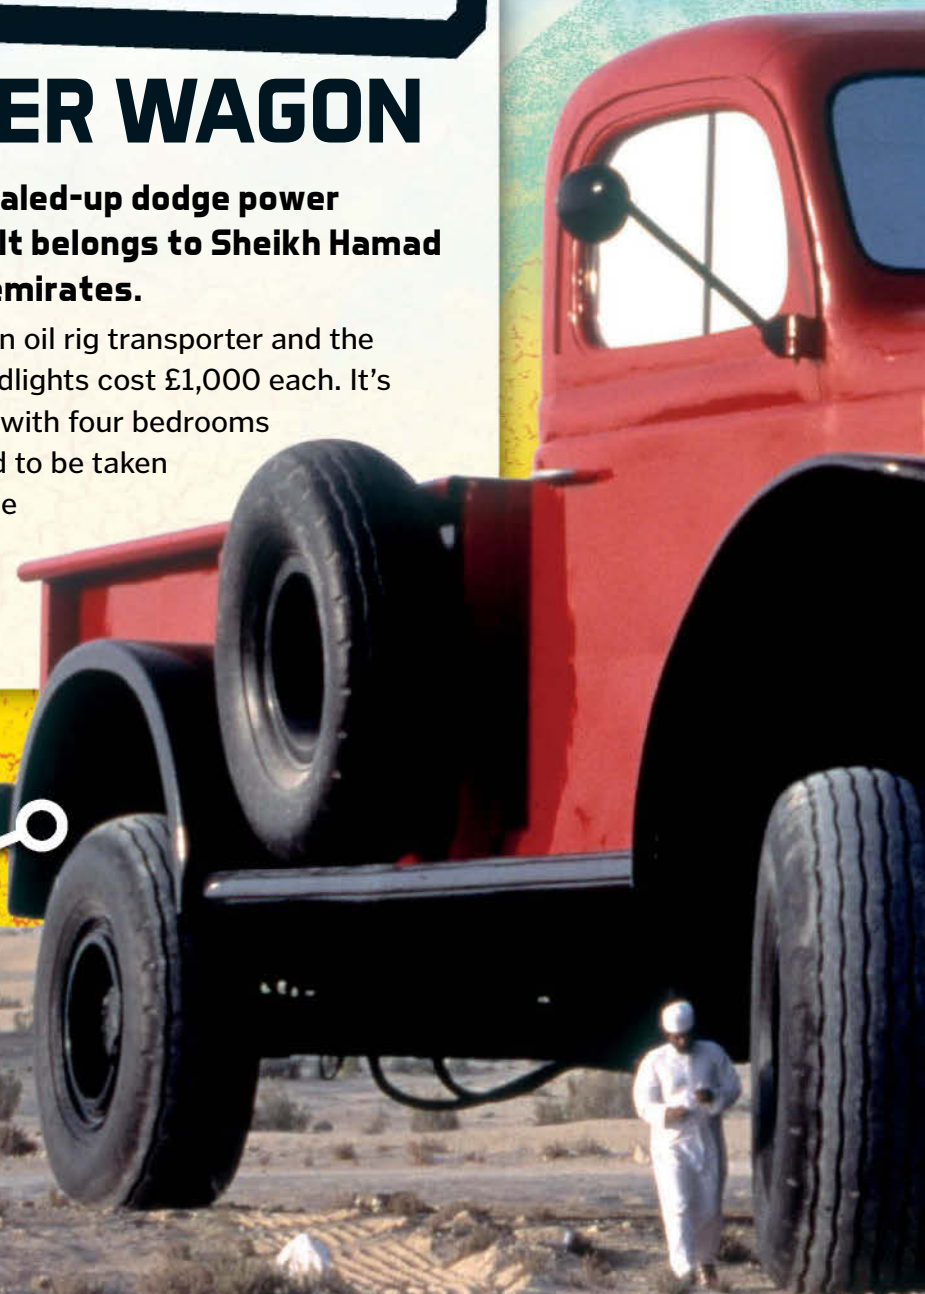 ER WAGON
aled-up dodge power
It belongs to Sheikh Hamad
emirates.
n oil rig transporter and the
dlights cost £1,000 each. It’s
with four bedrooms
d to be taken
e